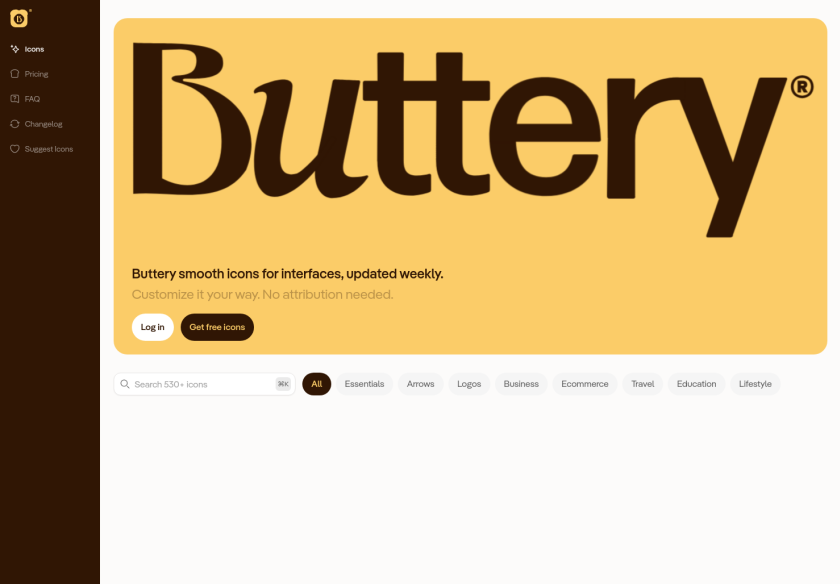 Icons
Pricing
FAQ
Changelog
Suggest Icons
Buttery®
Buttery smooth icons for interfaces, updated weekly.
Customize it your way. No attribution needed.
Log in
Get free icons
Search 530+ icons
⌘K
All
Essentials
Arrows
Logos
Business
Ecommerce
Travel
Education
Lifestyle